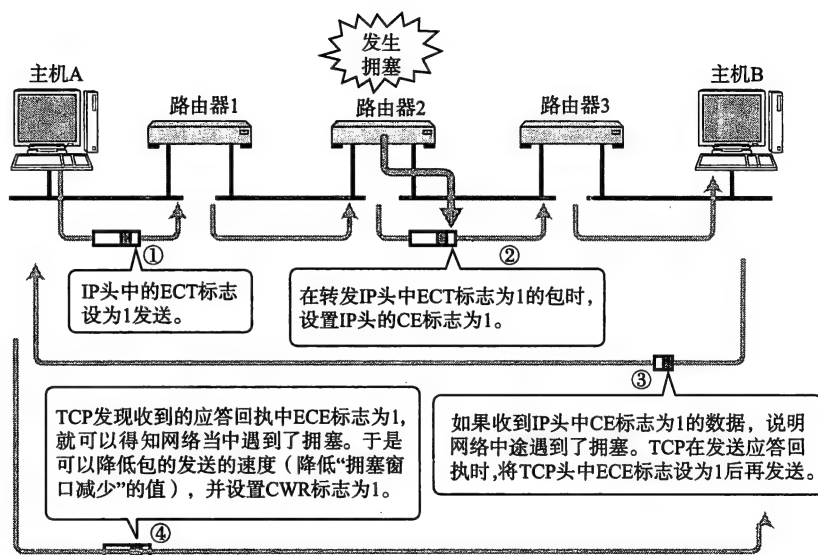 发生
拥塞
主机A
路由器1
路由器2
路由器3
主机B
①
IP头中的ECT标志
设为1发送。
②
在转发IP头中ECT标志为1的包时，
设置IP头的CE标志为1。
③
如果收到IP头中CE标志为1的数据，说明
网络中途遇到了拥塞。TCP在发送应答回
执时,将TCP头中ECE标志设为1后再发送。
TCP发现收到的应答回执中ECE标志为1,
就可以得知网络当中遇到了拥塞。于是
可以降低包的发送的速度（降低“拥塞窗
口减少”的值），并设置CWR标志为1。
④